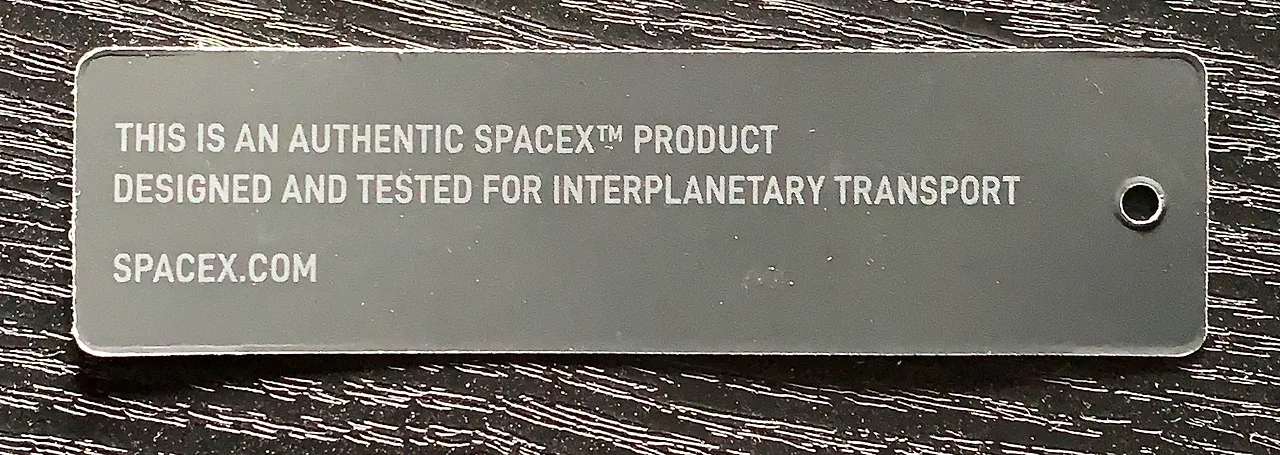 THIS IS AN AUTHENTIC SPACEX™ PRODUCT
DESIGNED AND TESTED FOR INTERPLANETARY TRANSPORT
SPACEX.COM